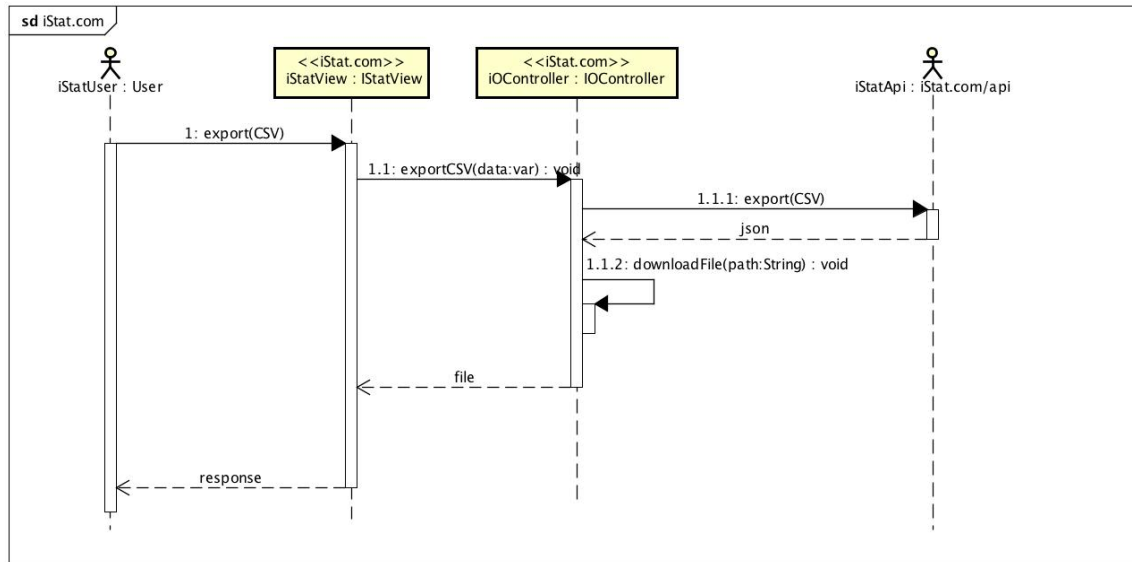 sd iStat.com
iStatUser : User
<<iStat.com>>
iStatView : IStatView
<<iStat.com>>
iOController : IOController
iStatApi : iStat.com/api
1: export(CSV)
1.1: exportCSV(data:var) : void
1.1.1: export(CSV)
json
1.1.2: downloadFile(path:String) : void
file
response